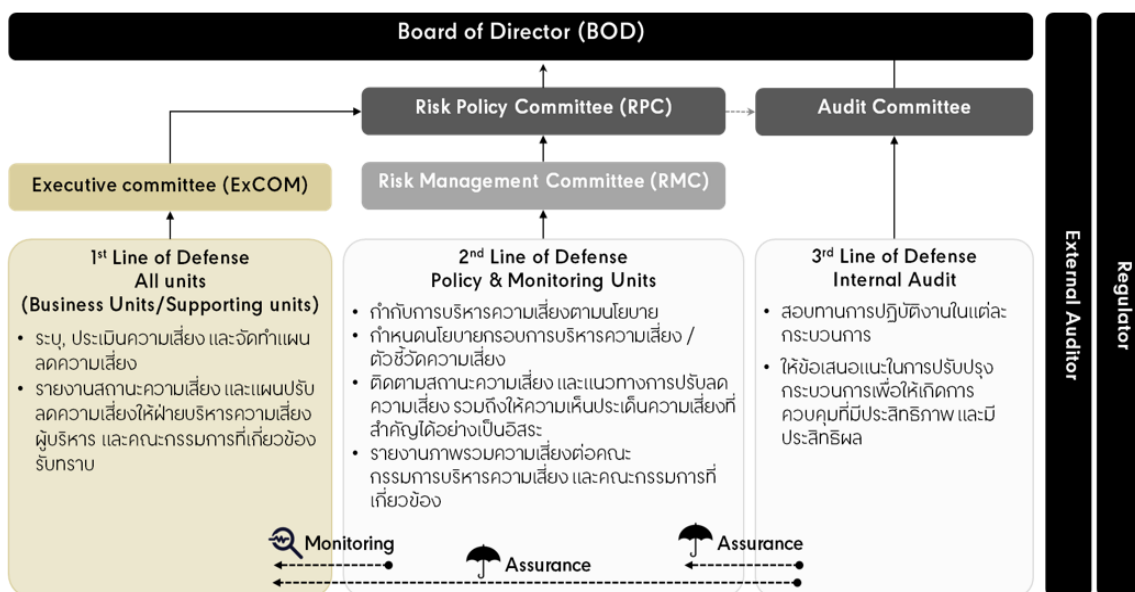 Board of Director (BOD)
Risk Policy Committee (RPC)
Audit Committee
Executive committee (ExCOM)
Risk Management Committee (RMC)
1st Line of Defense
All units
(Business Units/Supporting units)
• ระบุ, ประเมินความเสี่ยง และจัดทำแผน
ลดความเสี่ยง
• รายงานสถานะความเสี่ยง และแผนปรับ
ลดความเสี่ยงให้ฝ่ายบริหารความเสี่ยง
ผู้บริหาร และคณะกรรมการที่เกี่ยวข้อง
รับทราบ
2nd Line of Defense
Policy & Monitoring Units
• กำกับการบริหารความเสี่ยงตามนโยบาย
• กำหนดนโยบายกรอบการบริหารความเสี่ยง /
ตัวชี้วัดความเสี่ยง
• ติดตามสถานะความเสี่ยง และแนวทางการปรับลด
ความเสี่ยง รวมถึงให้ความเห็นประเด็นความเสี่ยงที่
สำคัญได้อย่างเป็นอิสระ
• รายงานภาพรวมความเสี่ยงต่อคณะ
กรรมการบริหารความเสี่ยง และคณะกรรมการที่
เกี่ยวข้อง
3rd Line of Defense
Internal Audit
• สอบทานการปฏิบัติงานในแต่ละ
กระบวนการ
• ให้ข้อเสนอแนะในการปรับปรุง
กระบวนการเพื่อให้เกิดการ
ควบคุมที่มีประสิทธิภาพ และมี
ประสิทธิผล
Monitoring
Assurance
Assurance
External Auditor
Regulator